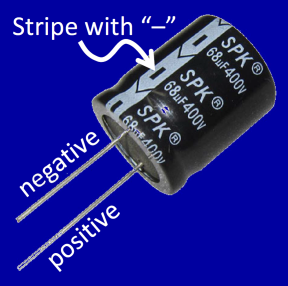 Stripe with “–”
SPK®
68uF400V
SPK®
68uF400V
SPK®
68uF400V
negative
positive